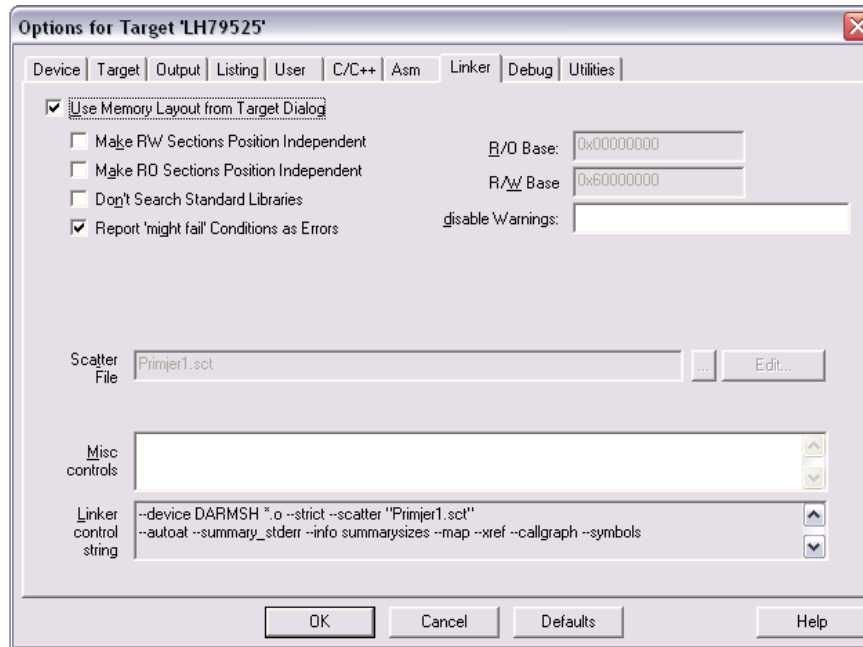 Options for Target 'LH79525'
Device Target Output Listing User C/C++ Asm Linker Debug Utilities
Use Memory Layout from Target Dialog
Make RW Sections Position Independent
R/O Base: 0x00000000
Make RO Sections Position Independent
R/W Base 0x60000000
Don't Search Standard Libraries
disable Warnings:
Report 'might fail' Conditions as Errors
Scatter
File
Primjer1.sct
...
Edit...
Misc
controls
Linker
control
string
--device DARMSH *.o --strict --scatter "Primjer1.sct"
--autoat --summary_stderr --info summarysizes --map --xref --callgraph --symbols
OK Cancel Defaults Help